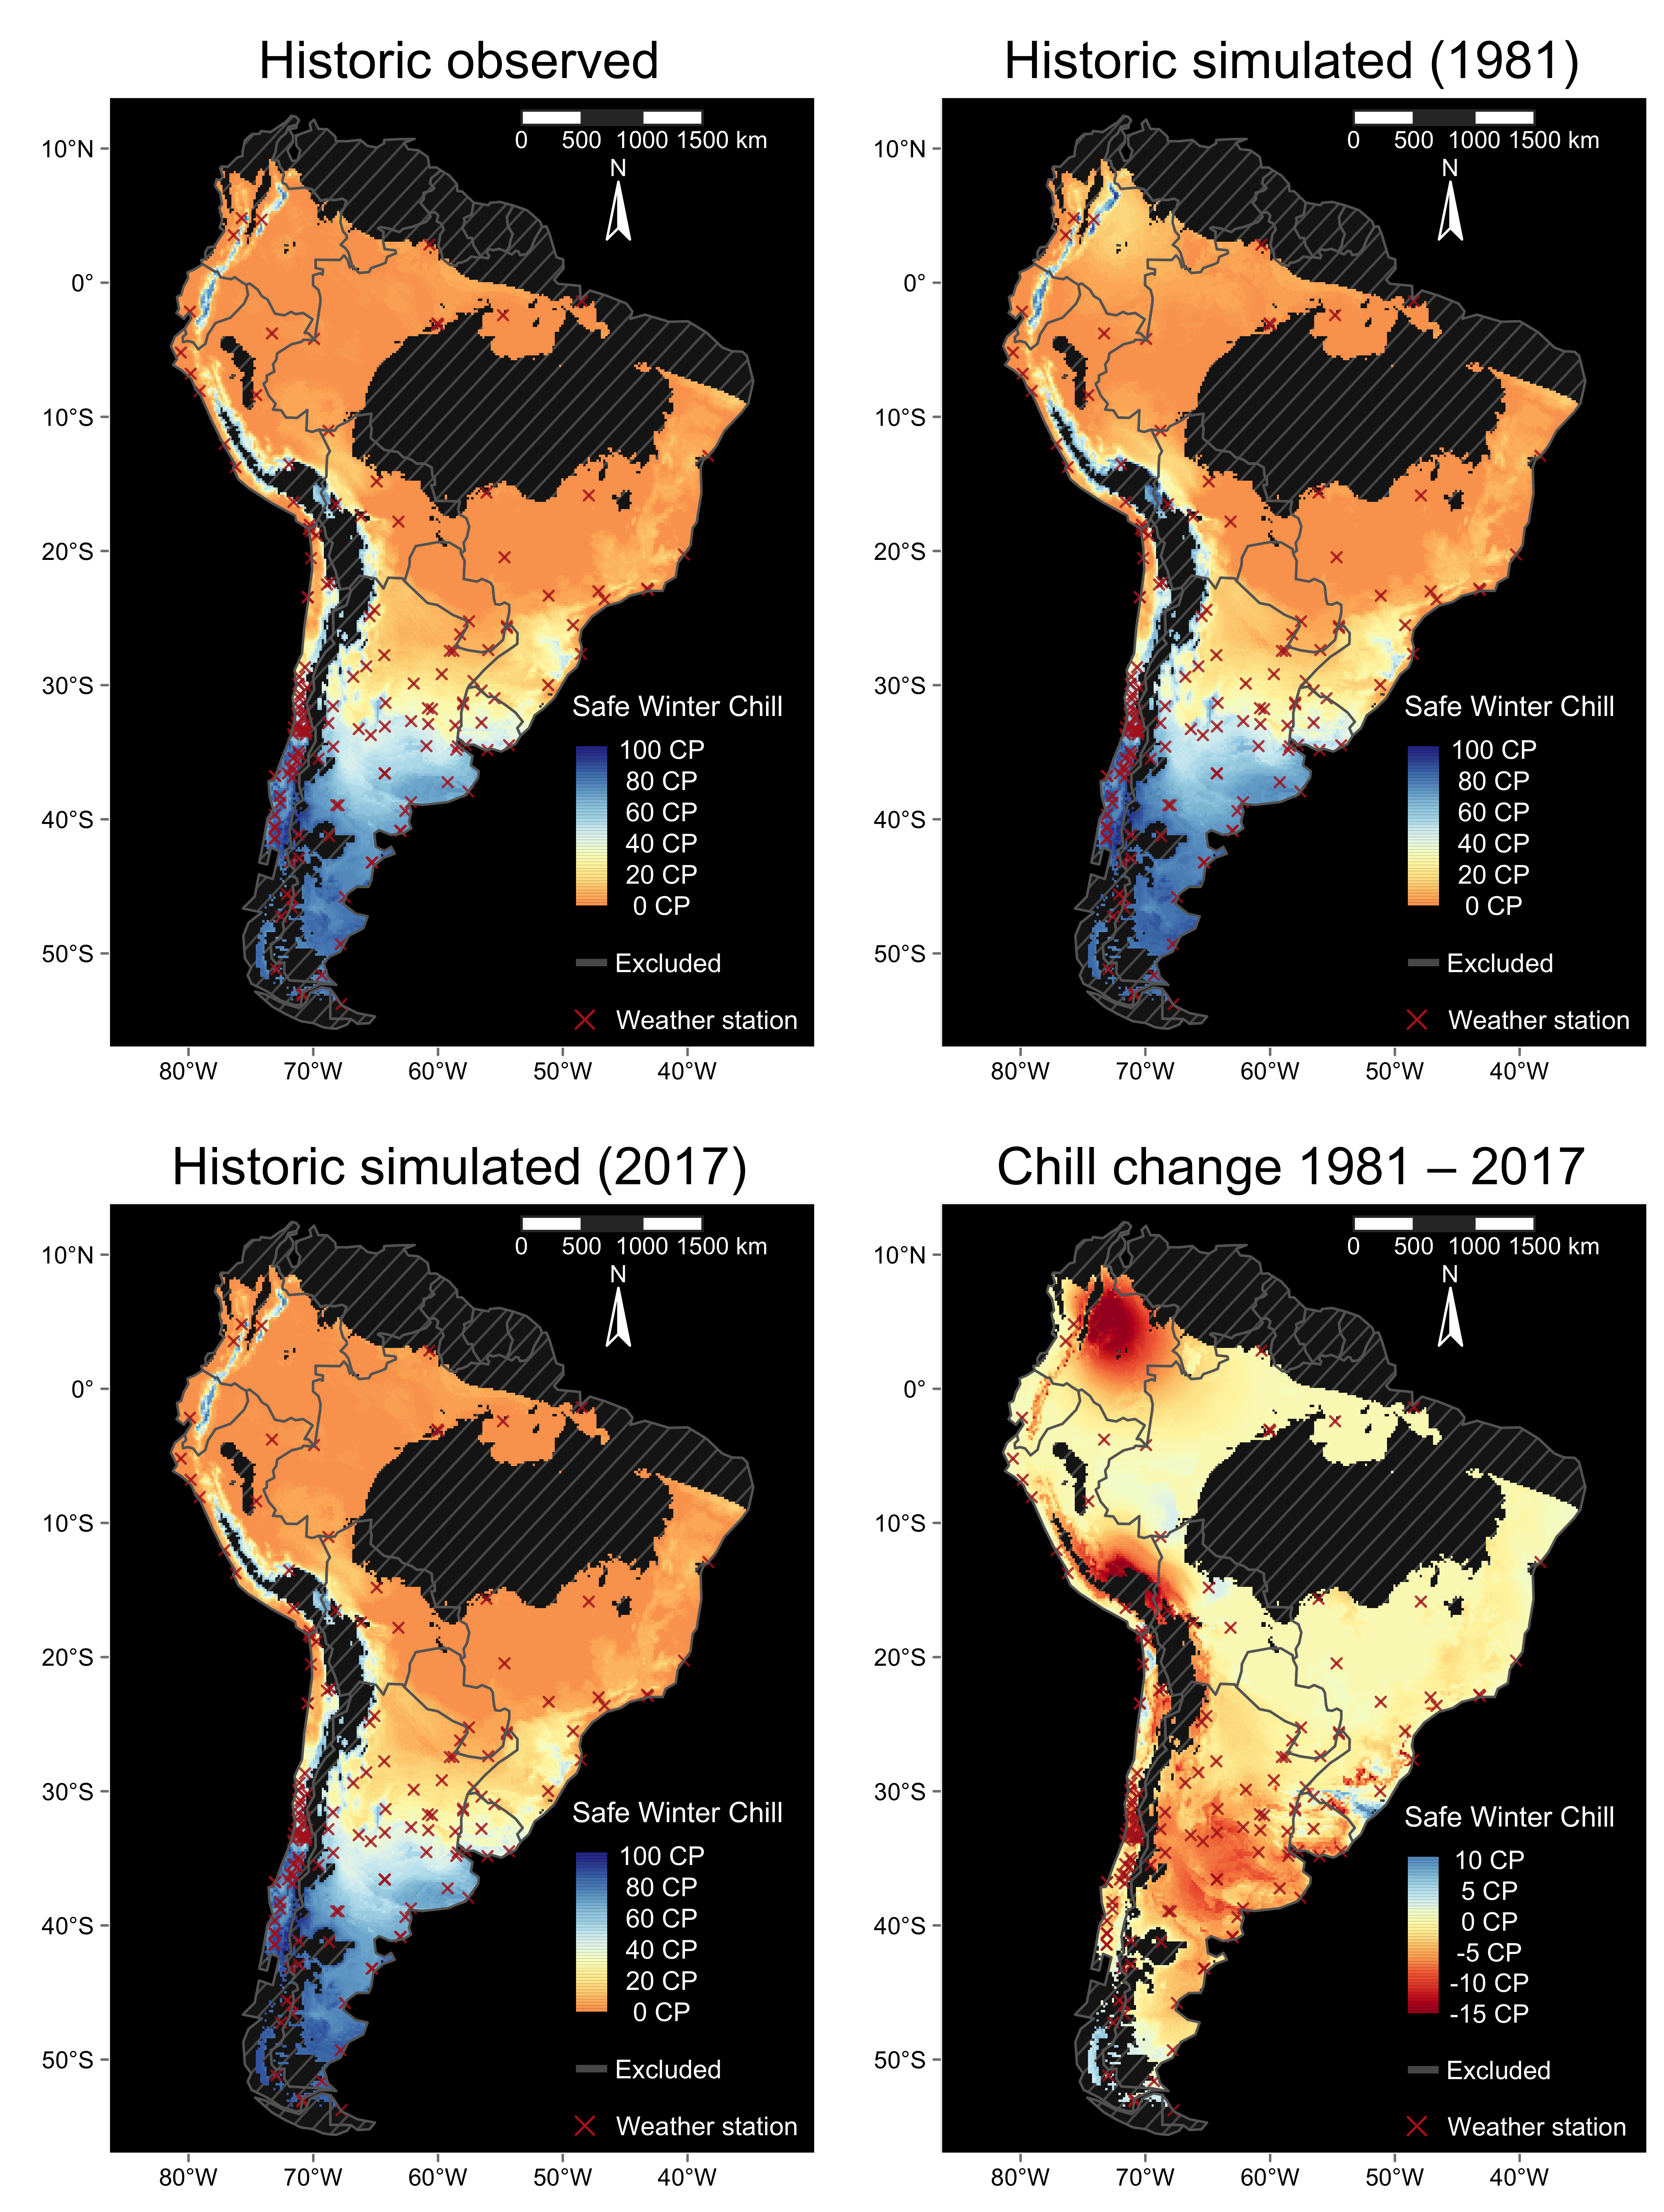 Historic observed
0 500 1000 1500 km
N
10°N
0°
10°S
20°S
30°S
40°S
50°S
Safe Winter Chill
100 CP
80 CP
60 CP
40 CP
20 CP
0 CP
Excluded
Weather station
80°W 70°W 60°W 50°W 40°W
Historic simulated (1981)
0 500 1000 1500 km
N
10°N
0°
10°S
20°S
30°S
40°S
50°S
Safe Winter Chill
100 CP
80 CP
60 CP
40 CP
20 CP
0 CP
Excluded
Weather station
80°W 70°W 60°W 50°W 40°W
Historic simulated (2017)
0 500 1000 1500 km
N
10°N
0°
10°S
20°S
30°S
40°S
50°S
Safe Winter Chill
100 CP
80 CP
60 CP
40 CP
20 CP
0 CP
Excluded
Weather station
80°W 70°W 60°W 50°W 40°W
Chill change 1981 – 2017
0 500 1000 1500 km
N
10°N
0°
10°S
20°S
30°S
40°S
50°S
Safe Winter Chill
10 CP
5 CP
0 CP
-5 CP
-10 CP
-15 CP
Excluded
Weather station
80°W 70°W 60°W 50°W 40°W